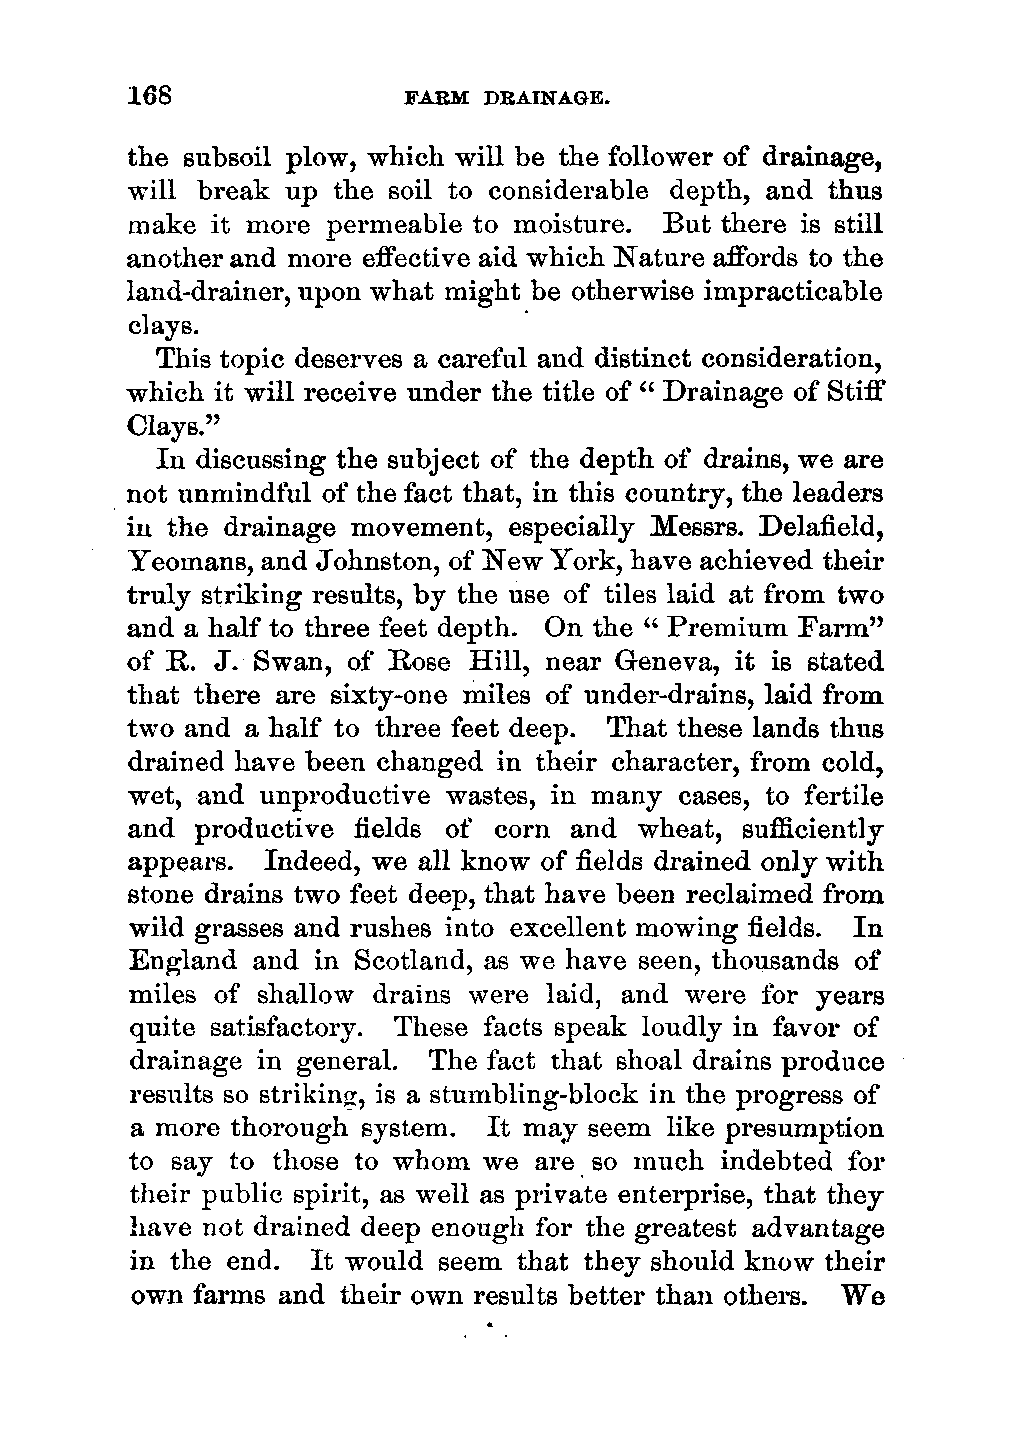 168 FARM DRAINAGE.
the subsoil plow, which will be the follower of drainage,
will break up the soil to considerable depth, and thus
make it more permeable to moisture. But there is still
another and more effective aid which Nature affords to the
land-drainer, upon what might be otherwise impracticable
clays.
This topic deserves a careful and distinct consideration,
which it will receive under the title of “ Drainage of Stiff
Clays.”
In discussing the subject of the depth of drains, we are
not unmindful of the fact that, in this country, the leaders
in the drainage movement, especially Messrs. Delafield,
Yeomans, and Johnston, of New York, have achieved their
truly striking results, by the use of tiles laid at from two
and a half to three feet depth. On the “ Premium Farm”
of R. J. Swan, of Rose Hill, near Geneva, it is stated
that there are sixty-one miles of under-drains, laid from
two and a half to three feet deep. That these lands thus
drained have been changed in their character, from cold,
wet, and unproductive wastes, in many cases, to fertile
and productive fields of corn and wheat, sufficiently
appears. Indeed, we all know of fields drained only with
stone drains two feet deep, that have been reclaimed from
wild grasses and rushes into excellent mowing fields. In
England and in Scotland, as we have seen, thousands of
miles of shallow drains were laid, and were for years
quite satisfactory. These facts speak loudly in favor of
drainage in general. The fact that shoal drains produce
results so striking, is a stumbling-block in the progress of
a more thorough system. It may seem like presumption
to say to those to whom we are so much indebted for
their public spirit, as well as private enterprise, that they
have not drained deep enough for the greatest advantage
in the end. It would seem that they should know their
own farms and their own results better than others. We